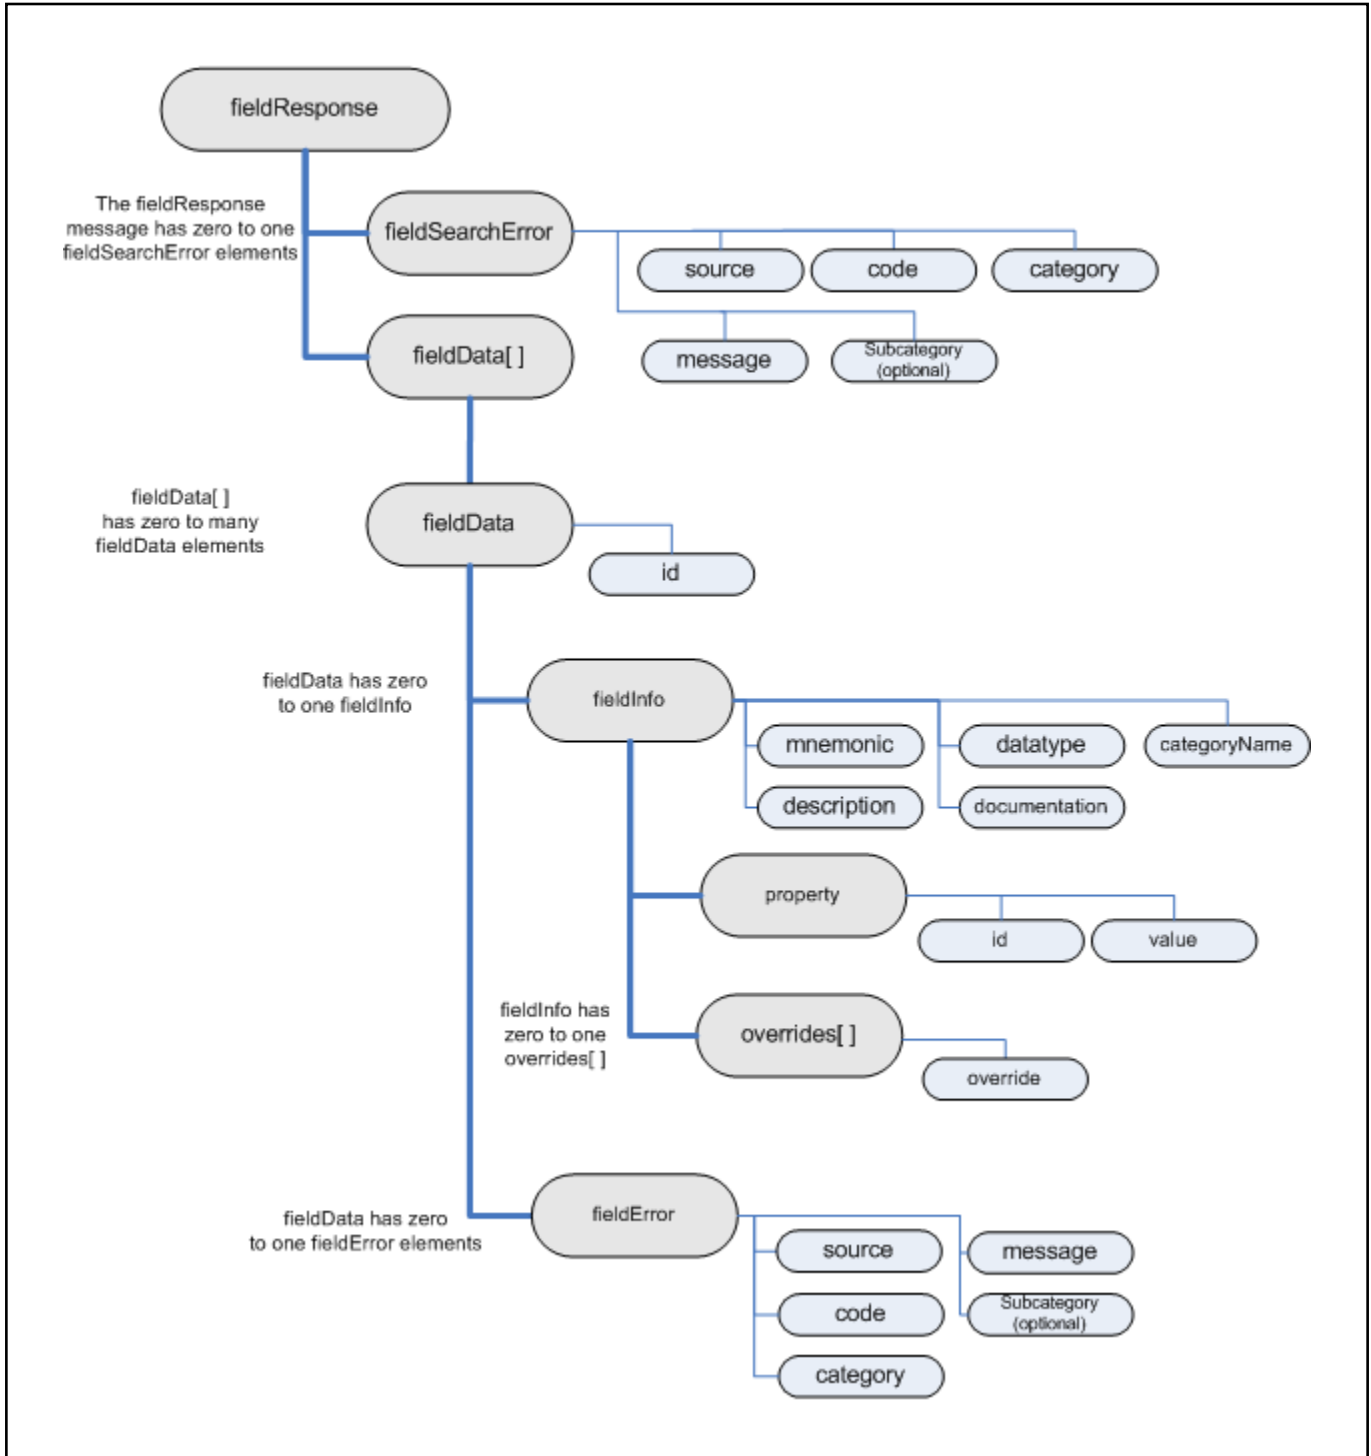 fieldResponse
The fieldResponse
message has zero to one
fieldSearchError elements
fieldSearchError
source
code
category
message
Subcategory
(optional)
fieldData[ ]
fieldData[ ]
has zero to many
fieldData elements
fieldData
id
fieldData has zero
to one fieldInfo
fieldInfo
mnemonic
datatype
categoryName
description
documentation
property
id
value
fieldInfo has
zero to one
overrides[ ]
overrides[ ]
override
fieldData has zero
to one fieldError elements
fieldError
source
message
code
Subcategory
(optional)
category